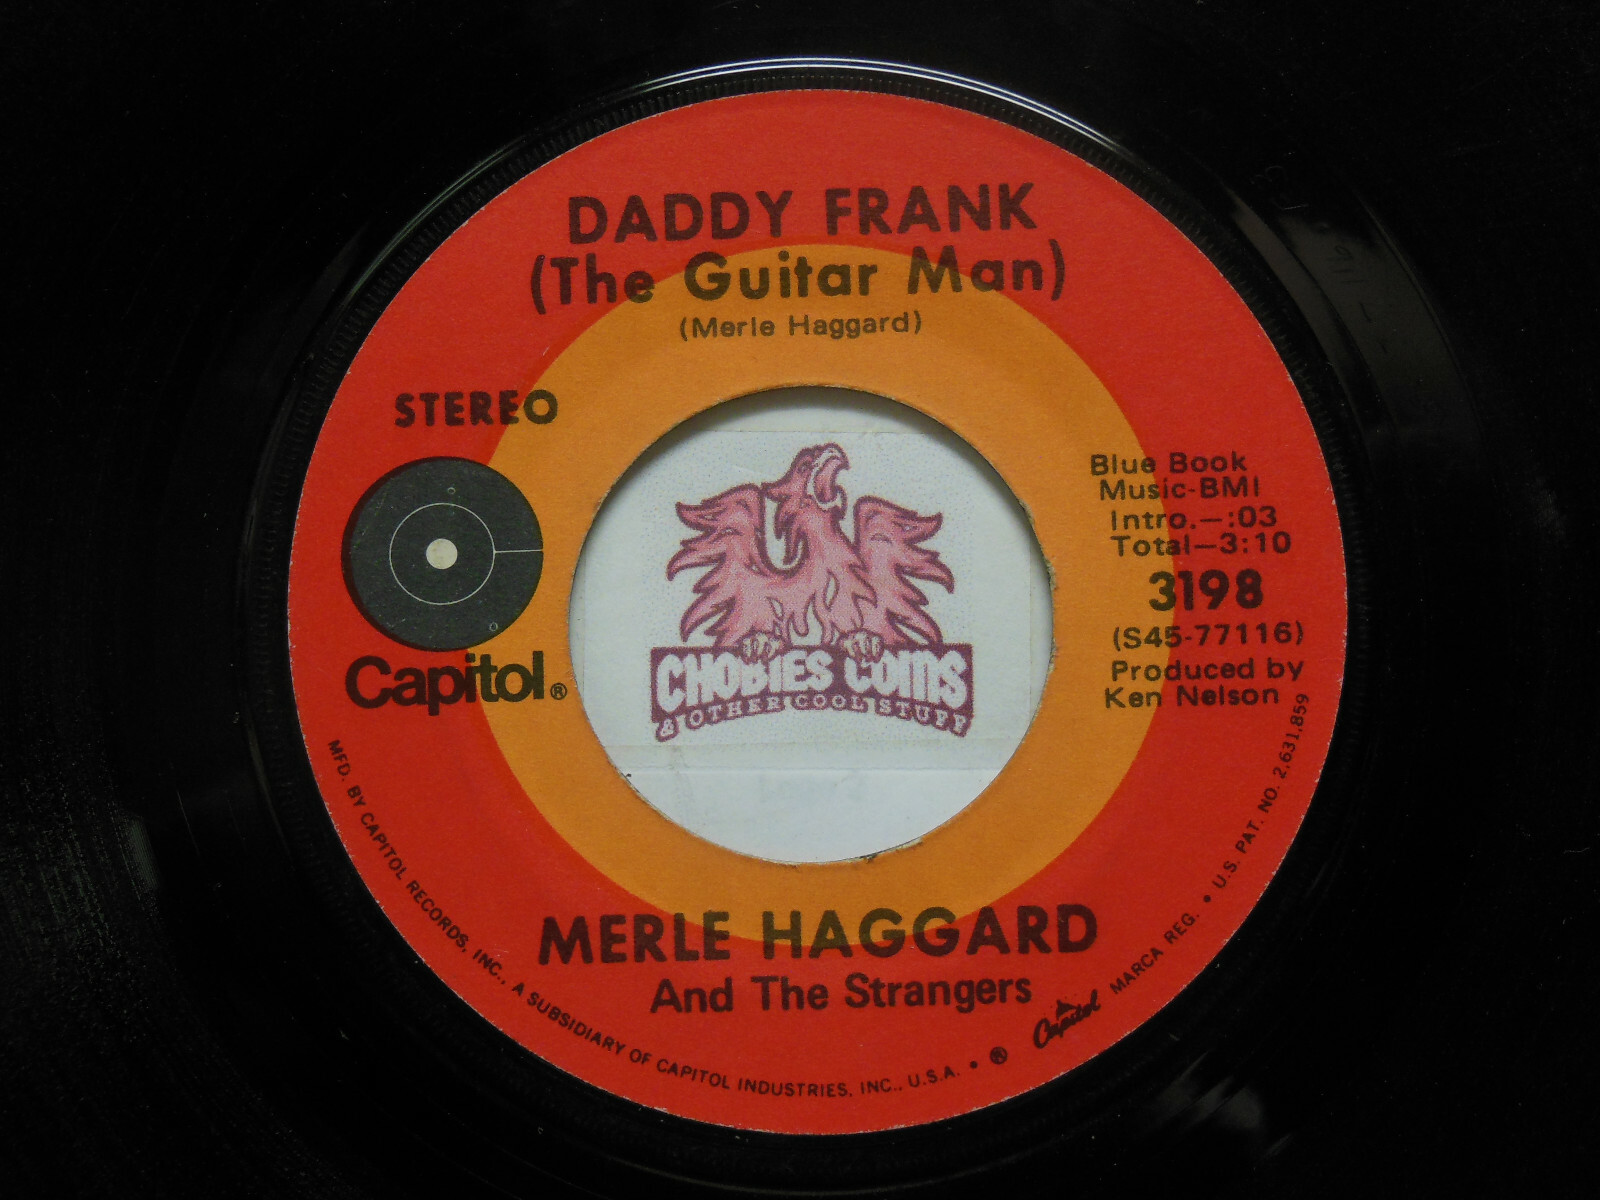 DADDY FRANK
(The Guitar Man)
(Merle Haggard)
STEREO
Capitol®
Blue Book
Music-BMI
Intro.—:03
Total—3:10
3198
(S45-77116)
Produced by
Ken Nelson
CHOBIES COINS
& OTHER COOL STUFF
MERLE HAGGARD
And The Strangers
MFD. BY CAPITOL RECORDS, INC., A SUBSIDIARY OF CAPITOL INDUSTRIES, INC., U.S.A. • ® Capitol MARCA REG. • U.S. PAT. NO. 2,631,859